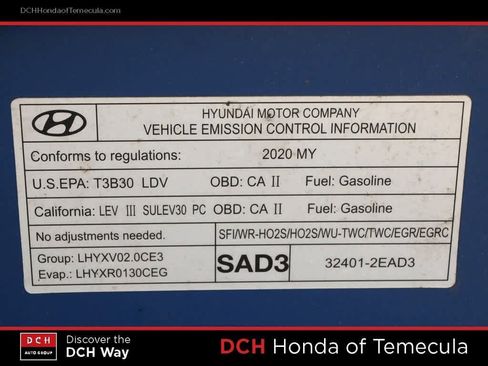 DCHHondaofTemecula.com
HYUNDAI MOTOR COMPANY
VEHICLE EMISSION CONTROL INFORMATION
Conforms to regulations: 2020 MY
U.S.EPA: T3B30 LDV OBD: CA II Fuel: Gasoline
California: LEV III SULEV30 PC OBD: CA II Fuel: Gasoline
No adjustments needed. SFI/WR-HO2S/HO2S/WU-TWC/TWC/EGR/EGRC
Group: LHYXV02.0CE3
Evap.: LHYXR0130CEG
SAD3
32401-2EAD3
DCH
AUTO GROUP
Discover the
DCH Way
DCH Honda of Temecula